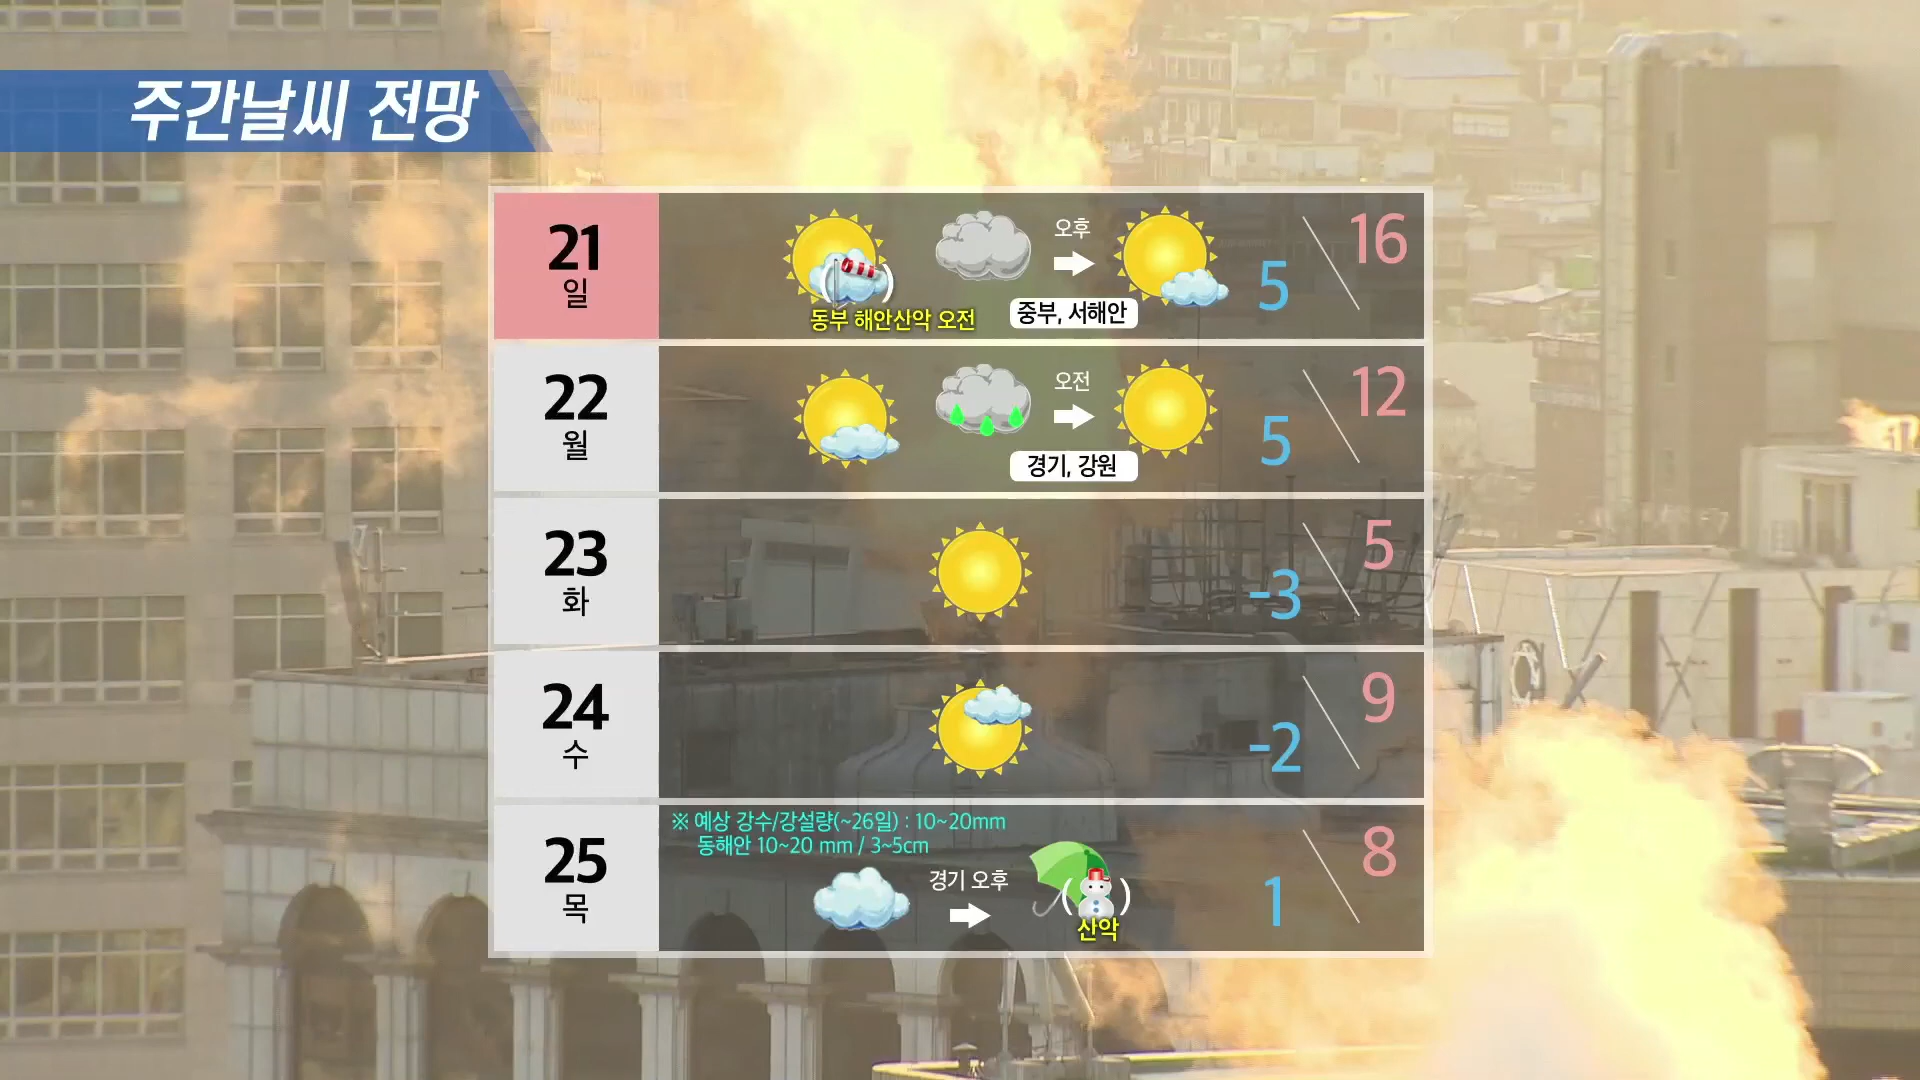 주간날씨 전망
21
일
동부 해안산악 오전
오후
중부, 서해안
5
16
22
월
오전
경기, 강원
5
12
23
화
-3
5
24
수
-2
9
25
목
※ 예상 강수/강설량(~26일) : 10~20mm
동해안 10~20 mm / 3~5cm
경기 오후
산악
1
8